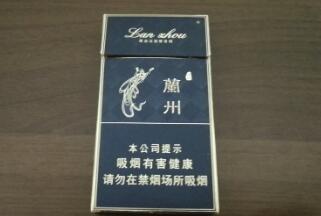 Lan zhou
蘭州
本公司提示
吸烟有害健康
请勿在禁烟场所吸烟